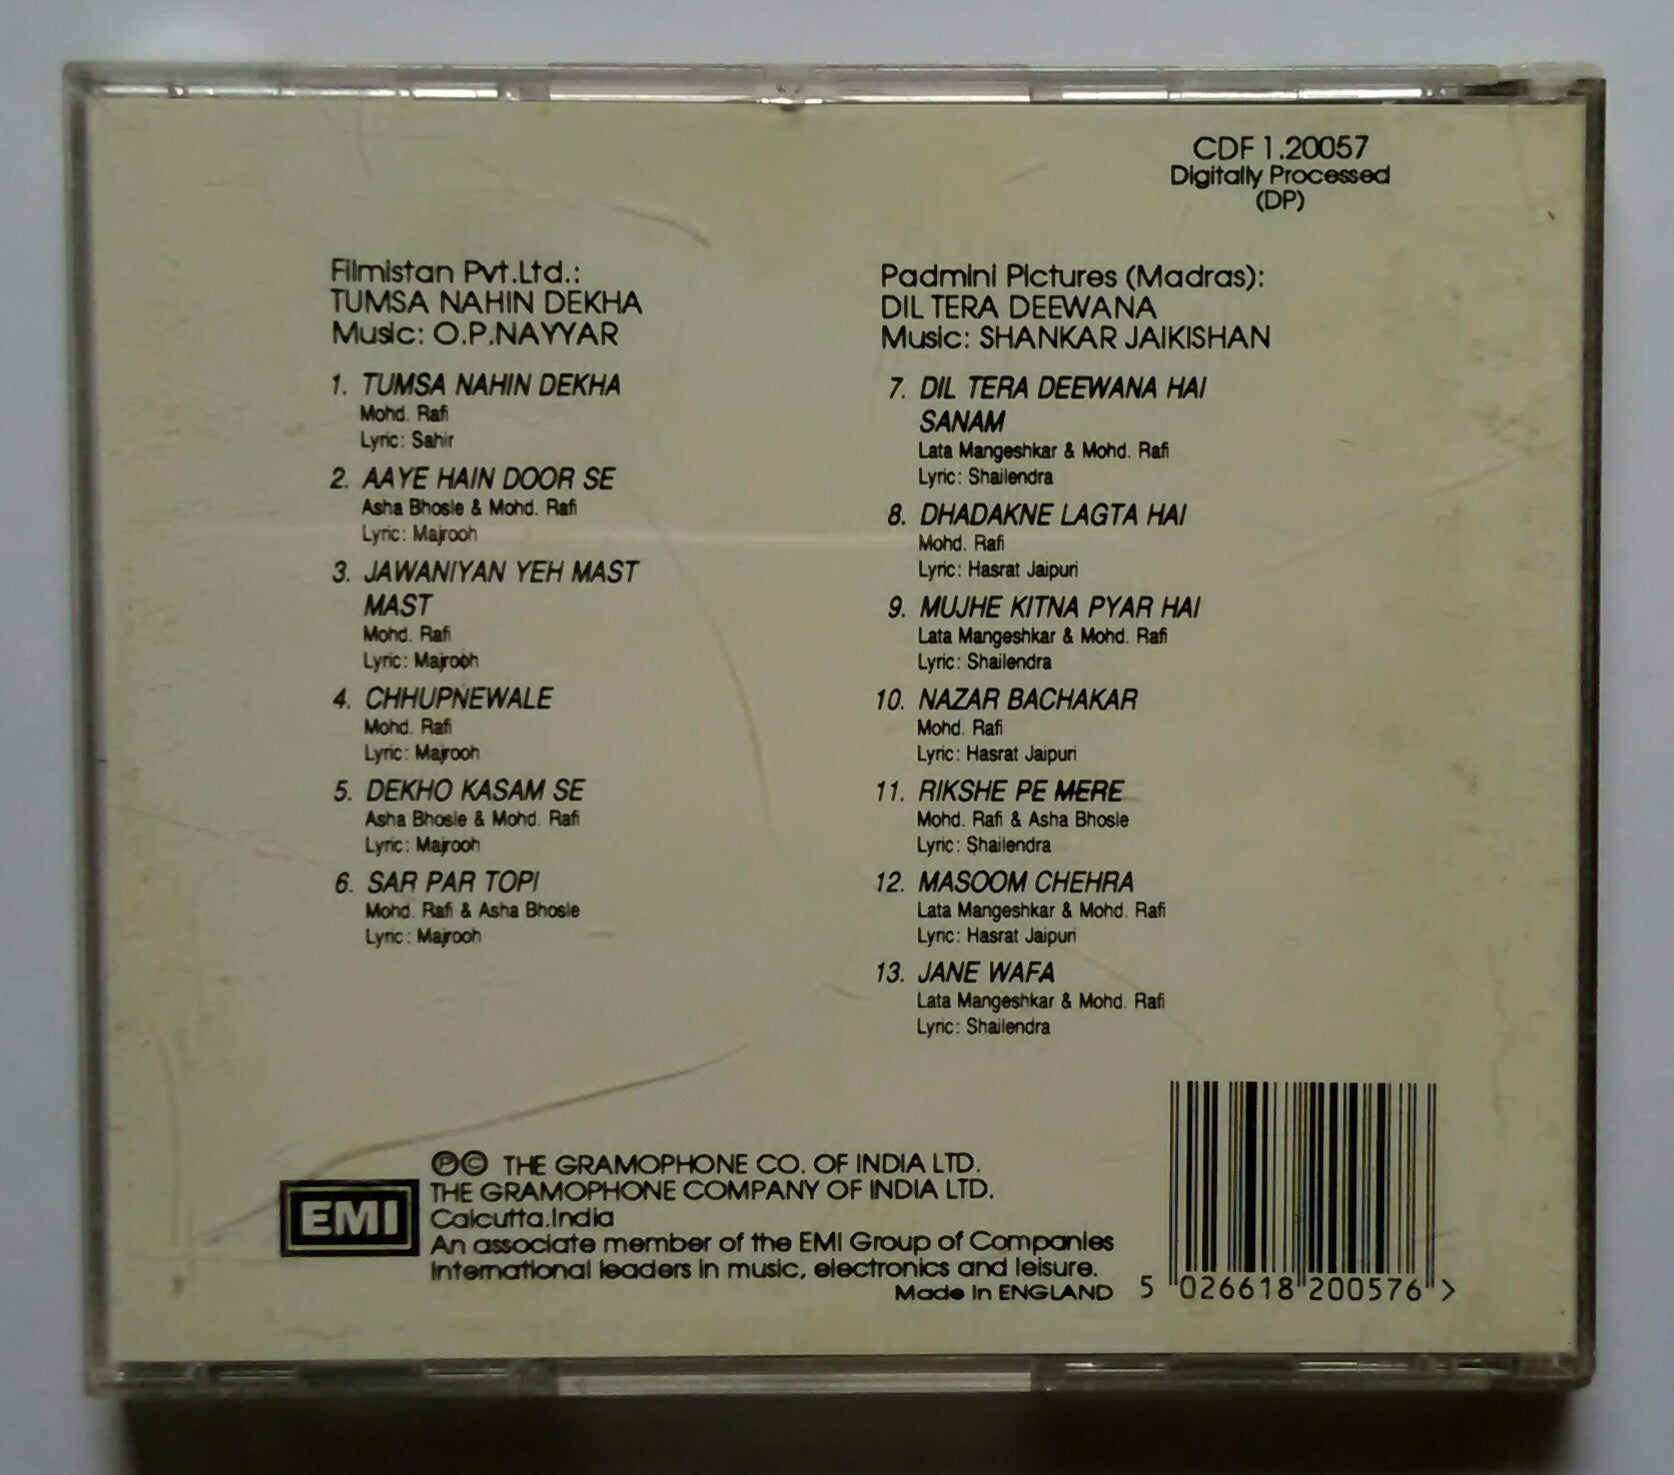 CDF 1.20057
Digitally Processed
(DP)
Filmistan Pvt.Ltd.:
TUMSA NAHIN DEKHA
Music: O.P.NAYYAR
1. TUMSA NAHIN DEKHA
Mohd. Rafi
Lyric: Sahir
2. AAYE HAIN DOOR SE
Asha Bhosle & Mohd. Rafi
Lyric: Majrooh
3. JAWANIYAN YEH MAST
MAST
Mohd. Rafi
Lyric: Majrooh
4. CHHUPNEWALE
Mohd. Rafi
Lyric: Majrooh
5. DEKHO KASAM SE
Asha Bhosle & Mohd. Rafi
Lyric: Majrooh
6. SAR PAR TOPI
Mohd. Rafi & Asha Bhosle
Lyric: Majrooh
Padmini Pictures (Madras):
DIL TERA DEEWANA
Music: SHANKAR JAIKISHAN
7. DIL TERA DEEWANA HAI
SANAM
Lata Mangeshkar & Mohd. Rafi
Lyric: Shailendra
8. DHADAKNE LAGTA HAI
Mohd. Rafi
Lyric: Hasrat Jaipuri
9. MUJHE KITNA PYAR HAI
Lata Mangeshkar & Mohd. Rafi
Lyric: Shailendra
10. NAZAR BACHAKAR
Mohd. Rafi
Lyric: Hasrat Jaipuri
11. RIKSHE PE MERE
Mohd. Rafi & Asha Bhosle
Lyric: Shailendra
12. MASOOM CHEHRA
Lata Mangeshkar & Mohd. Rafi
Lyric: Hasrat Jaipuri
13. JANE WAFA
Lata Mangeshkar & Mohd. Rafi
Lyric: Shailendra
EMI
℗© THE GRAMOPHONE CO. OF INDIA LTD.
THE GRAMOPHONE COMPANY OF INDIA LTD.
Calcutta.India
An associate member of the EMI Group of Companies
International leaders in music, electronics and leisure.
Made in ENGLAND
5 026618 200576 >